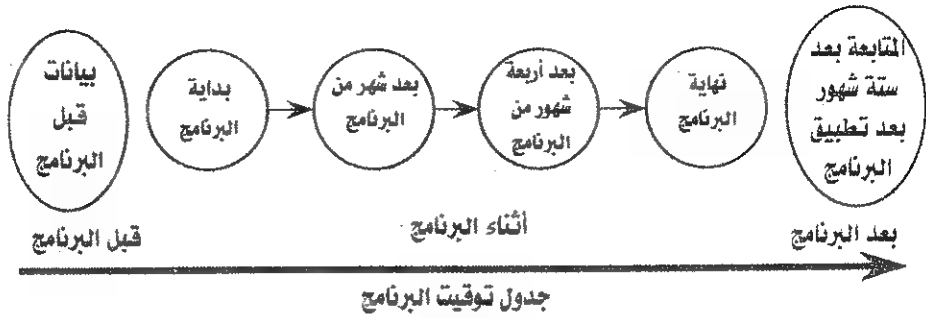 بيانات
قبل
البرنامج
بداية
البرنامج
بعد شهر من
البرنامج
بعد أربعة
شهور من
البرنامج
نهاية
البرنامج
المتابعة بعد
ستة شهور
بعد تطبيق
البرنامج
قبل البرنامج
أثناء البرنامج
بعد البرنامج
جدول توقيت البرنامج